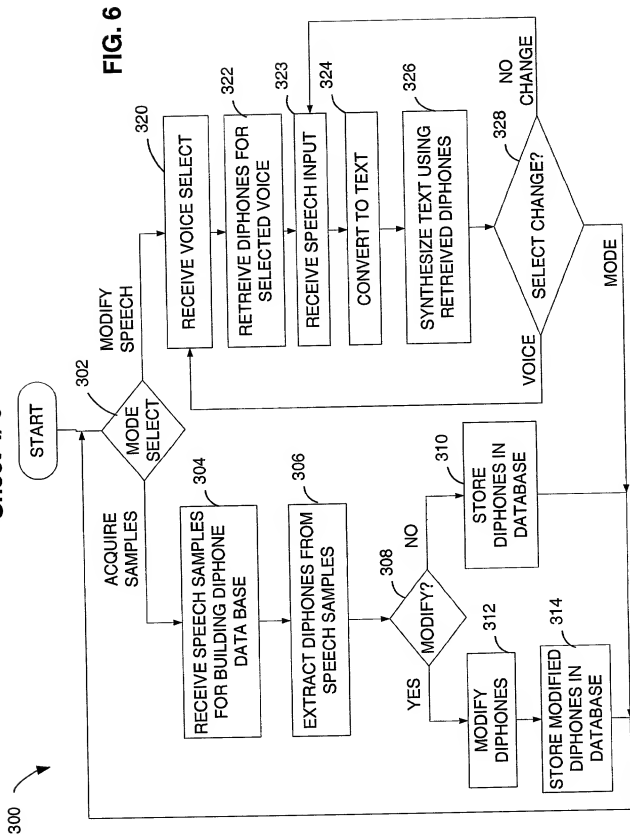 FIG. 6
300
START
302
MODE
SELECT
ACQUIRE
SAMPLES
MODIFY
SPEECH
304
RECEIVE SPEECH SAMPLES
FOR BUILDING DIPHONE
DATA BASE
306
EXTRACT DIPHONES FROM
SPEECH SAMPLES
308
MODIFY?
YES
NO
312
MODIFY
DIPHONES
314
STORE MODIFIED
DIPHONES IN
DATABASE
310
STORE
DIPHONES IN
DATABASE
320
RECEIVE VOICE SELECT
322
RETREIVE DIPHONES FOR
SELECTED VOICE
323
RECEIVE SPEECH INPUT
324
CONVERT TO TEXT
326
SYNTHESIZE TEXT USING
RETREIVED DIPHONES
328
SELECT CHANGE?
VOICE
NO
CHANGE
MODE